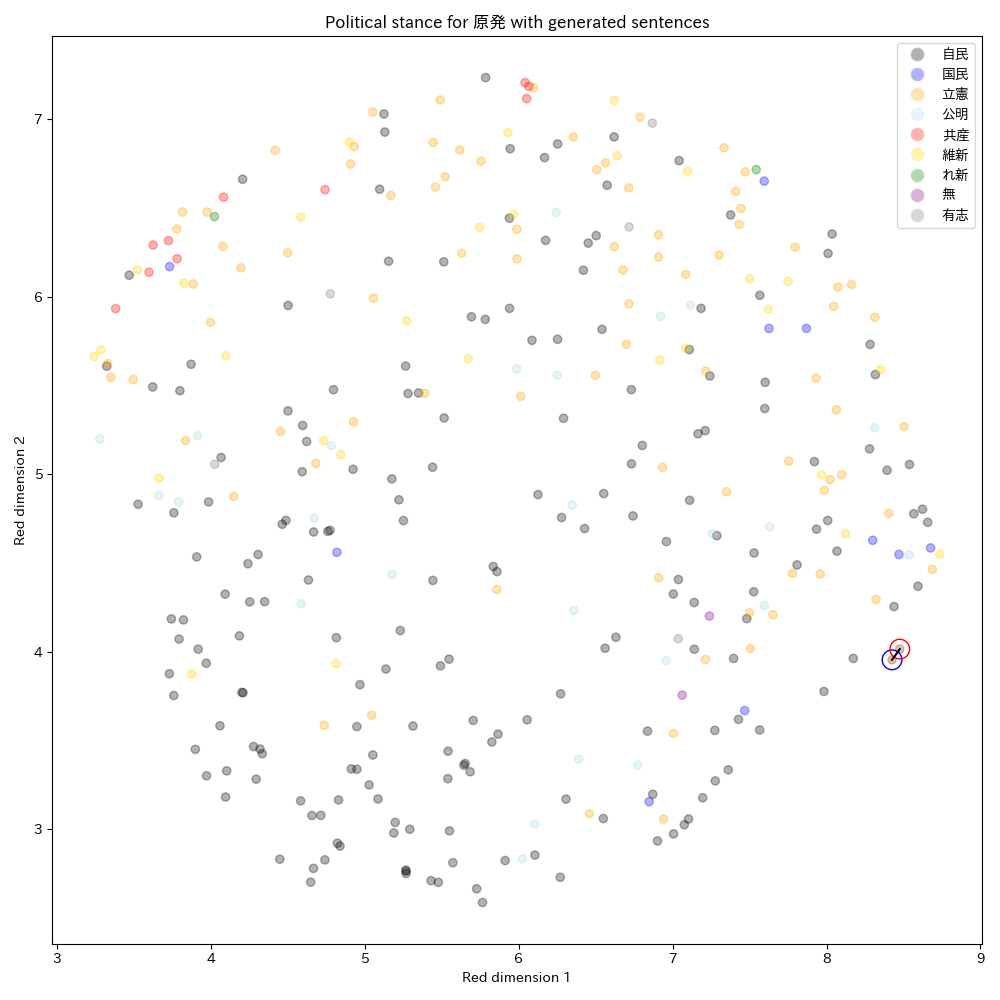 Political stance for 原発 with generated sentences
自民
国民
立憲
公明
共産
維新
れ新
無
有志
7
6
5
4
3
Red dimension 2
3 4 5 6 7 8 9
Red dimension 1